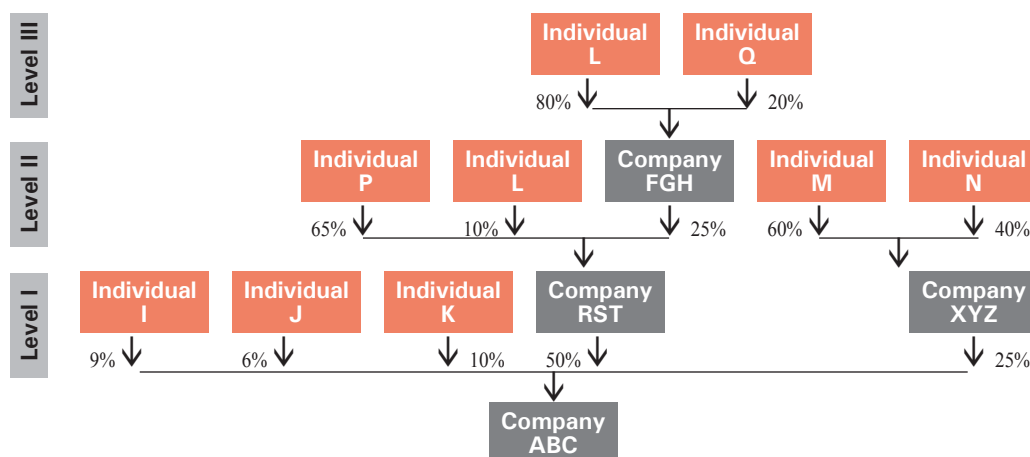 Level III
Individual
L
Individual
Q
80%
20%
Level II
Individual
P
Individual
L
Company
FGH
Individual
M
Individual
N
65%
10%
25%
60%
40%
Level I
Individual
I
Individual
J
Individual
K
Company
RST
Company
XYZ
9%
6%
10%
50%
25%
Company
ABC